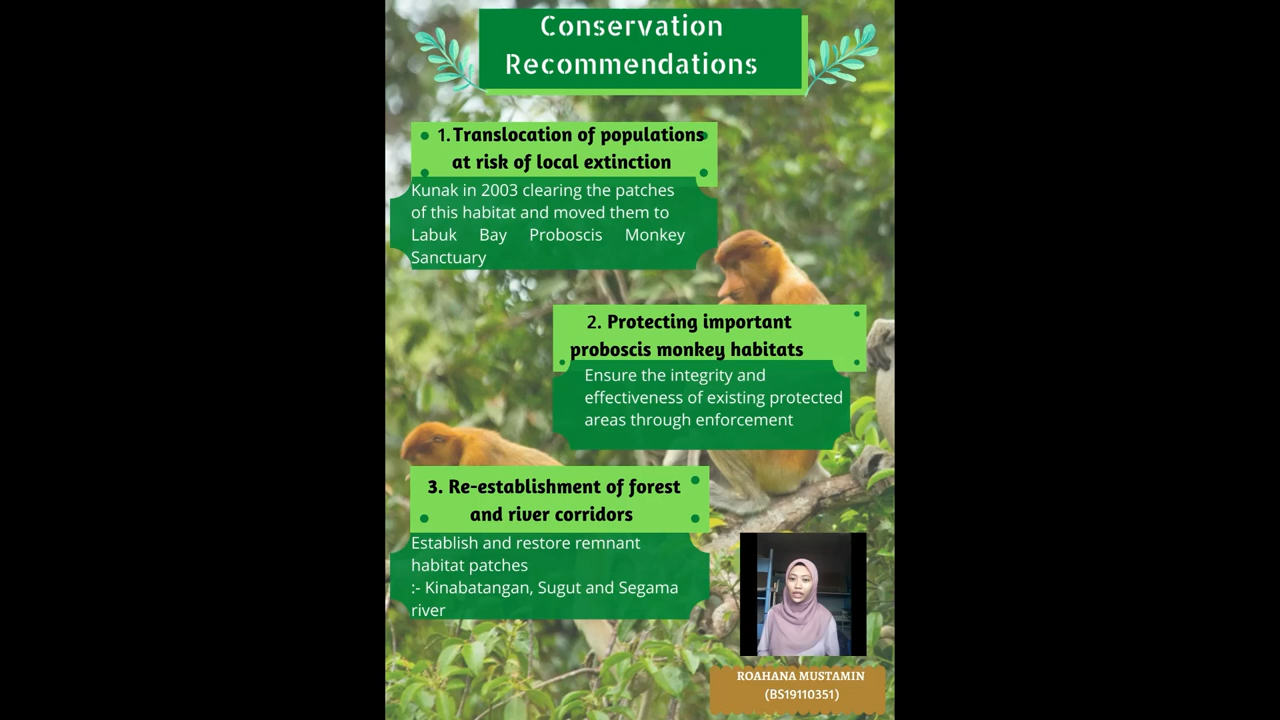 Conservation
Recommendations
1. Translocation of populations
at risk of local extinction
Kunak in 2003 clearing the patches
of this habitat and moved them to
Labuk Bay Proboscis Monkey
Sanctuary
2. Protecting important
proboscis monkey habitats
Ensure the integrity and
effectiveness of existing protected
areas through enforcement
3. Re-establishment of forest
and river corridors
Establish and restore remnant
habitat patches
:- Kinabatangan, Sugut and Segama
river
ROAHANA MUSTAMIN
(BS19110351)